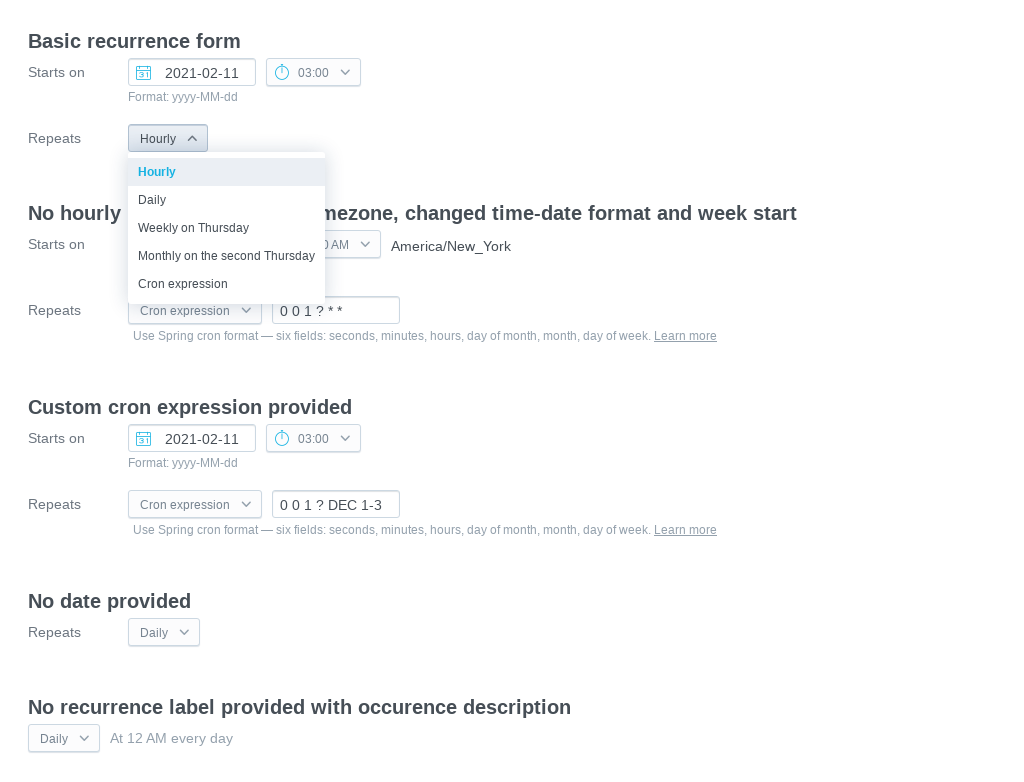 Basic recurrence form
Starts on 2021-02-11 03:00
Format: yyyy-MM-dd
Repeats Hourly
Hourly
Daily
Weekly on Thursday
Monthly on the second Thursday
Cron expression
No hourly mezone, changed time-date format and week start
Starts on 0 AM America/New_York
Repeats Cron expression 0 0 1 ? * *
Use Spring cron format — six fields: seconds, minutes, hours, day of month, month, day of week. Learn more
Custom cron expression provided
Starts on 2021-02-11 03:00
Format: yyyy-MM-dd
Repeats Cron expression 0 0 1 ? DEC 1-3
Use Spring cron format — six fields: seconds, minutes, hours, day of month, month, day of week. Learn more
No date provided
Repeats Daily
No recurrence label provided with occurence description
Daily At 12 AM every day